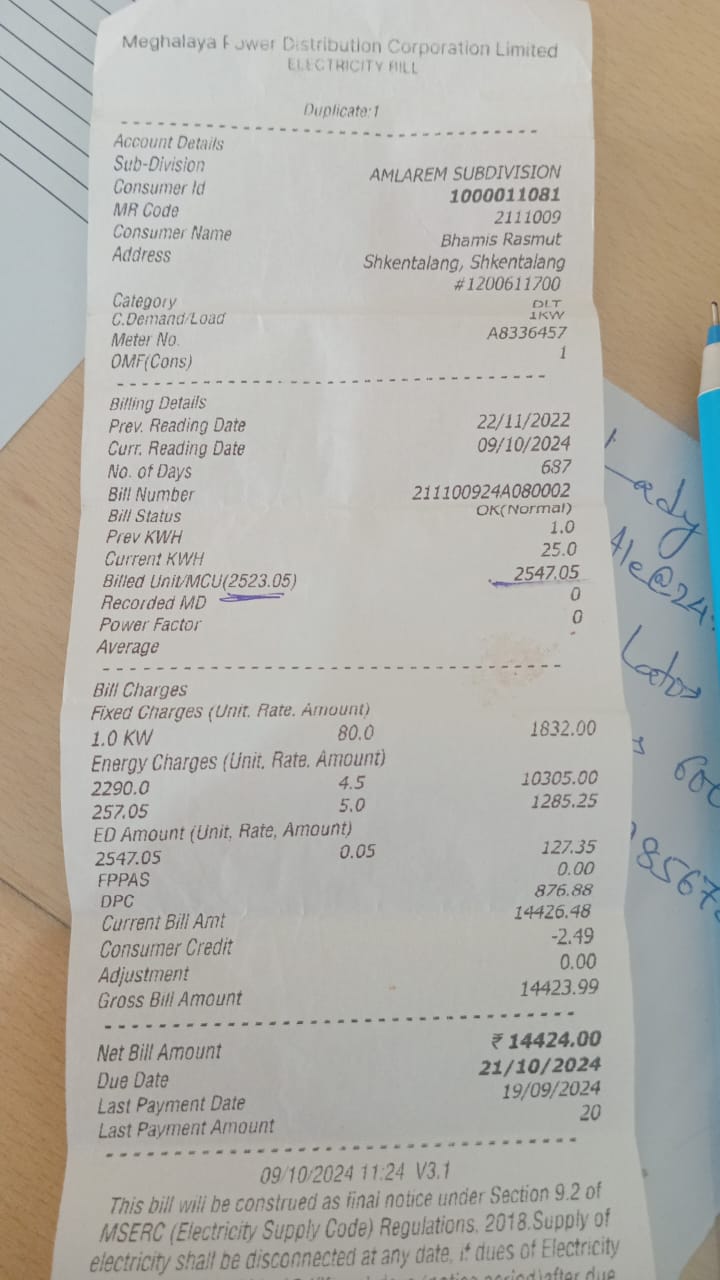 Meghalaya Power Distribution Corporation Limited
ELECTRICITY BILL
Duplicate:1
Account Details
Sub-Division AMLAREM SUBDIVISION
Consumer Id 1000011081
MR Code 2111009
Consumer Name Bhamis Rasmut
Address Shkentalang, Shkentalang
#1200611700
Category DLT
C.Demand/Load 1KW
Meter No. A8336457
OMF(Cons) 1
Billing Details
Prev. Reading Date 22/11/2022
Curr. Reading Date 09/10/2024
No. of Days 687
Bill Number 211100924A080002
Bill Status OK(Normal)
Prev KWH 1.0
Current KWH 25.0
Billed Unit/MCU(2523.05) 2547.05
Recorded MD 0
Power Factor 0
Average -
Bill Charges
Fixed Charges (Unit, Rate, Amount)
1.0 KW 80.0 1832.00
Energy Charges (Unit, Rate, Amount)
2290.0 4.5 10305.00
257.05 5.0 1285.25
ED Amount (Unit, Rate, Amount)
2547.05 0.05 127.35
FPPAS 0.00
DPC 876.88
Current Bill Amt 14426.48
Consumer Credit -2.49
Adjustment 0.00
Gross Bill Amount 14423.99
Net Bill Amount ₹ 14424.00
Due Date 21/10/2024
Last Payment Date 19/09/2024
Last Payment Amount 20
09/10/2024 11:24 V3.1
This bill will be construed as final notice under Section 9.2 of
MSERC (Electricity Supply Code) Regulations, 2018.Supply of
electricity shall be disconnected at any date, if dues of Electricity
after due
Lady
600